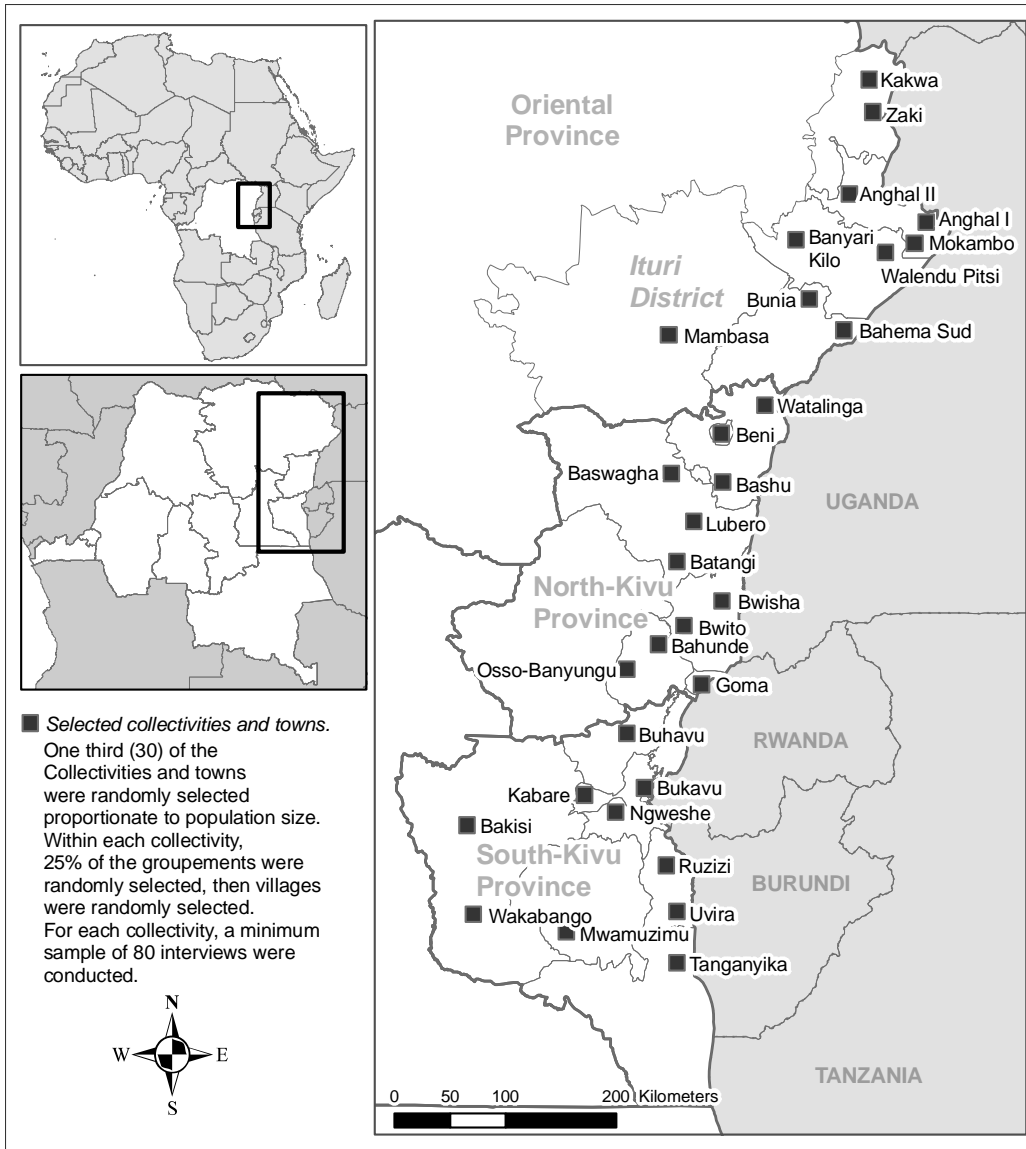 Oriental
Province
Kakwa
Zaki
Anghal II
Anghal I
Mokambo
Banyari
Kilo
Walendu Pitsi
Ituri
District
Bunia
Bahema Sud
Mambasa
Watalinga
Beni
Baswagha
Bashu
UGANDA
Lubero
Batangi
North-Kivu
Province
Bwisha
Bwito
Bahunde
Osso-Banyungu
Goma
Selected collectivities and towns.
One third (30) of the
Collectivities and towns
were randomly selected
proportionate to population size.
Within each collectivity,
25% of the groupements were
randomly selected, then villages
were randomly selected.
For each collectivity, a minimum
sample of 80 interviews were
conducted.
Buhavu
RWANDA
Bukavu
Kabare
Ngweshe
Bakisi
South-Kivu
Province
Ruzizi
BURUNDI
Wakabango
Uvira
Mwamuzimu
Tanganyika
N
W E
S
TANZANIA
0 50 100 200 Kilometers